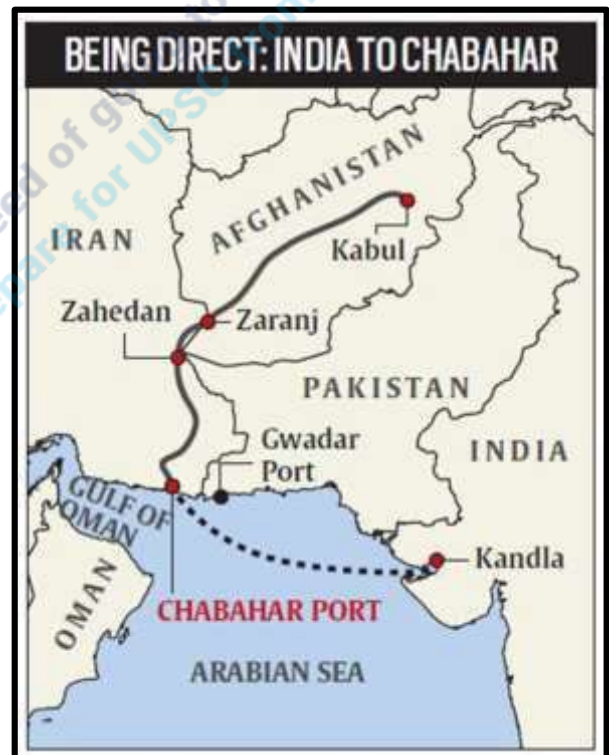 BEING DIRECT: INDIA TO CHABAHAR
AFGHANISTAN
IRAN
Kabul
Zahedan
Zaranj
PAKISTAN
Gwadar
Port
INDIA
GULF OF
OMAN
Kandla
OMAN
CHABAHAR PORT
ARABIAN SEA